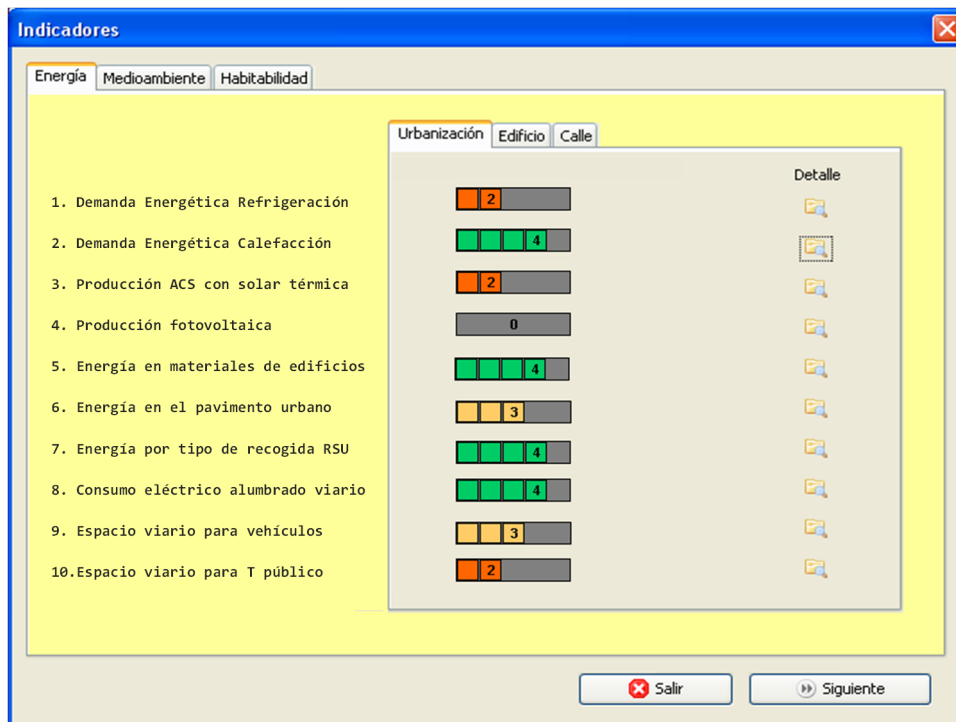 Indicadores
Energía Medioambiente Habitabilidad
Urbanización Edificio Calle
Detalle
1. Demanda Energética Refrigeración 2
2. Demanda Energética Calefacción 4
3. Producción ACS con solar térmica 2
4. Producción fotovoltaica 0
5. Energía en materiales de edificios 4
6. Energía en el pavimento urbano 3
7. Energía por tipo de recogida RSU 4
8. Consumo eléctrico alumbrado viario 4
9. Espacio viario para vehículos 3
10.Espacio viario para T público 2
Salir Siguiente